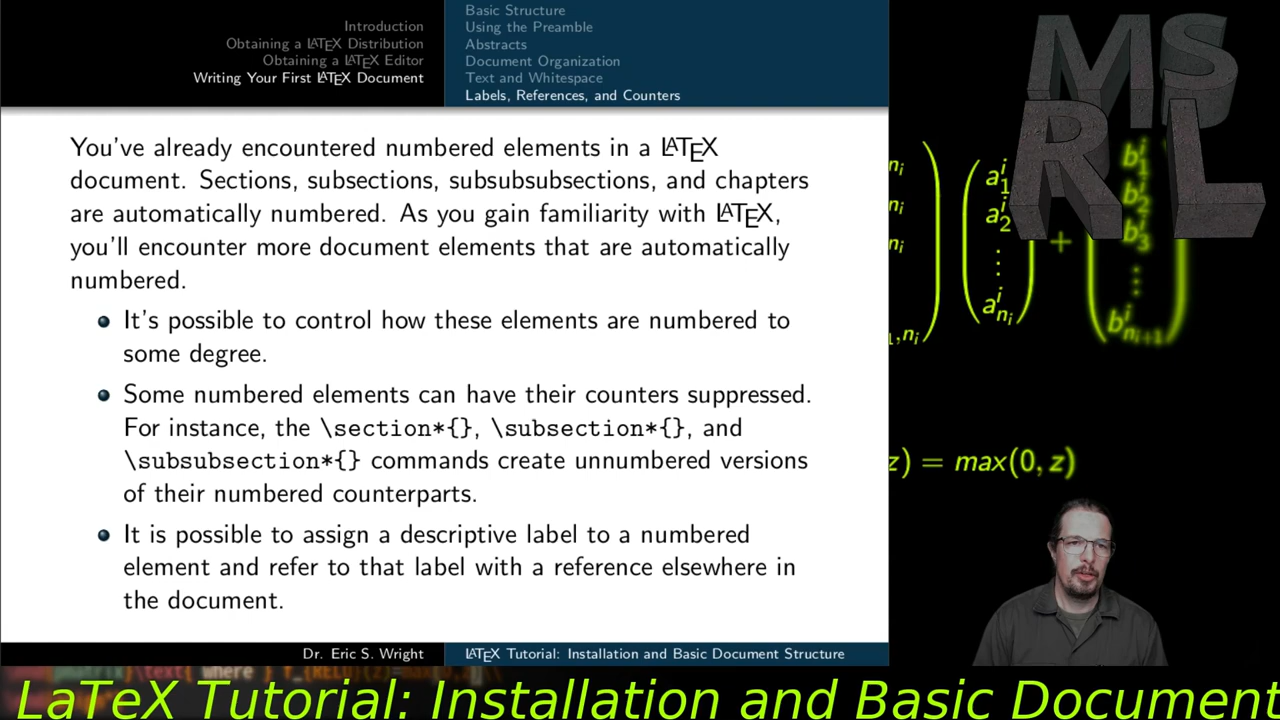 Introduction
Obtaining a LATEX Distribution
Obtaining a LATEX Editor
Writing Your First LATEX Document
Basic Structure
Using the Preamble
Abstracts
Document Organization
Text and Whitespace
Labels, References, and Counters
MS
RL
You've already encountered numbered elements in a LATEX
document. Sections, subsections, subsubsubsections, and chapters
are automatically numbered. As you gain familiarity with LATEX,
you'll encounter more document elements that are automatically
numbered.
It's possible to control how these elements are numbered to
some degree.
Some numbered elements can have their counters suppressed.
For instance, the \section*{}, \subsection*{}, and
\subsubsection*{} commands create unnumbered versions
of their numbered counterparts.
It is possible to assign a descriptive label to a numbered
element and refer to that label with a reference elsewhere in
the document.
z) = max(0, z)
Dr. Eric S. Wright
LATEX Tutorial: Installation and Basic Document Structure
LaTeX Tutorial: Installation and Basic Document